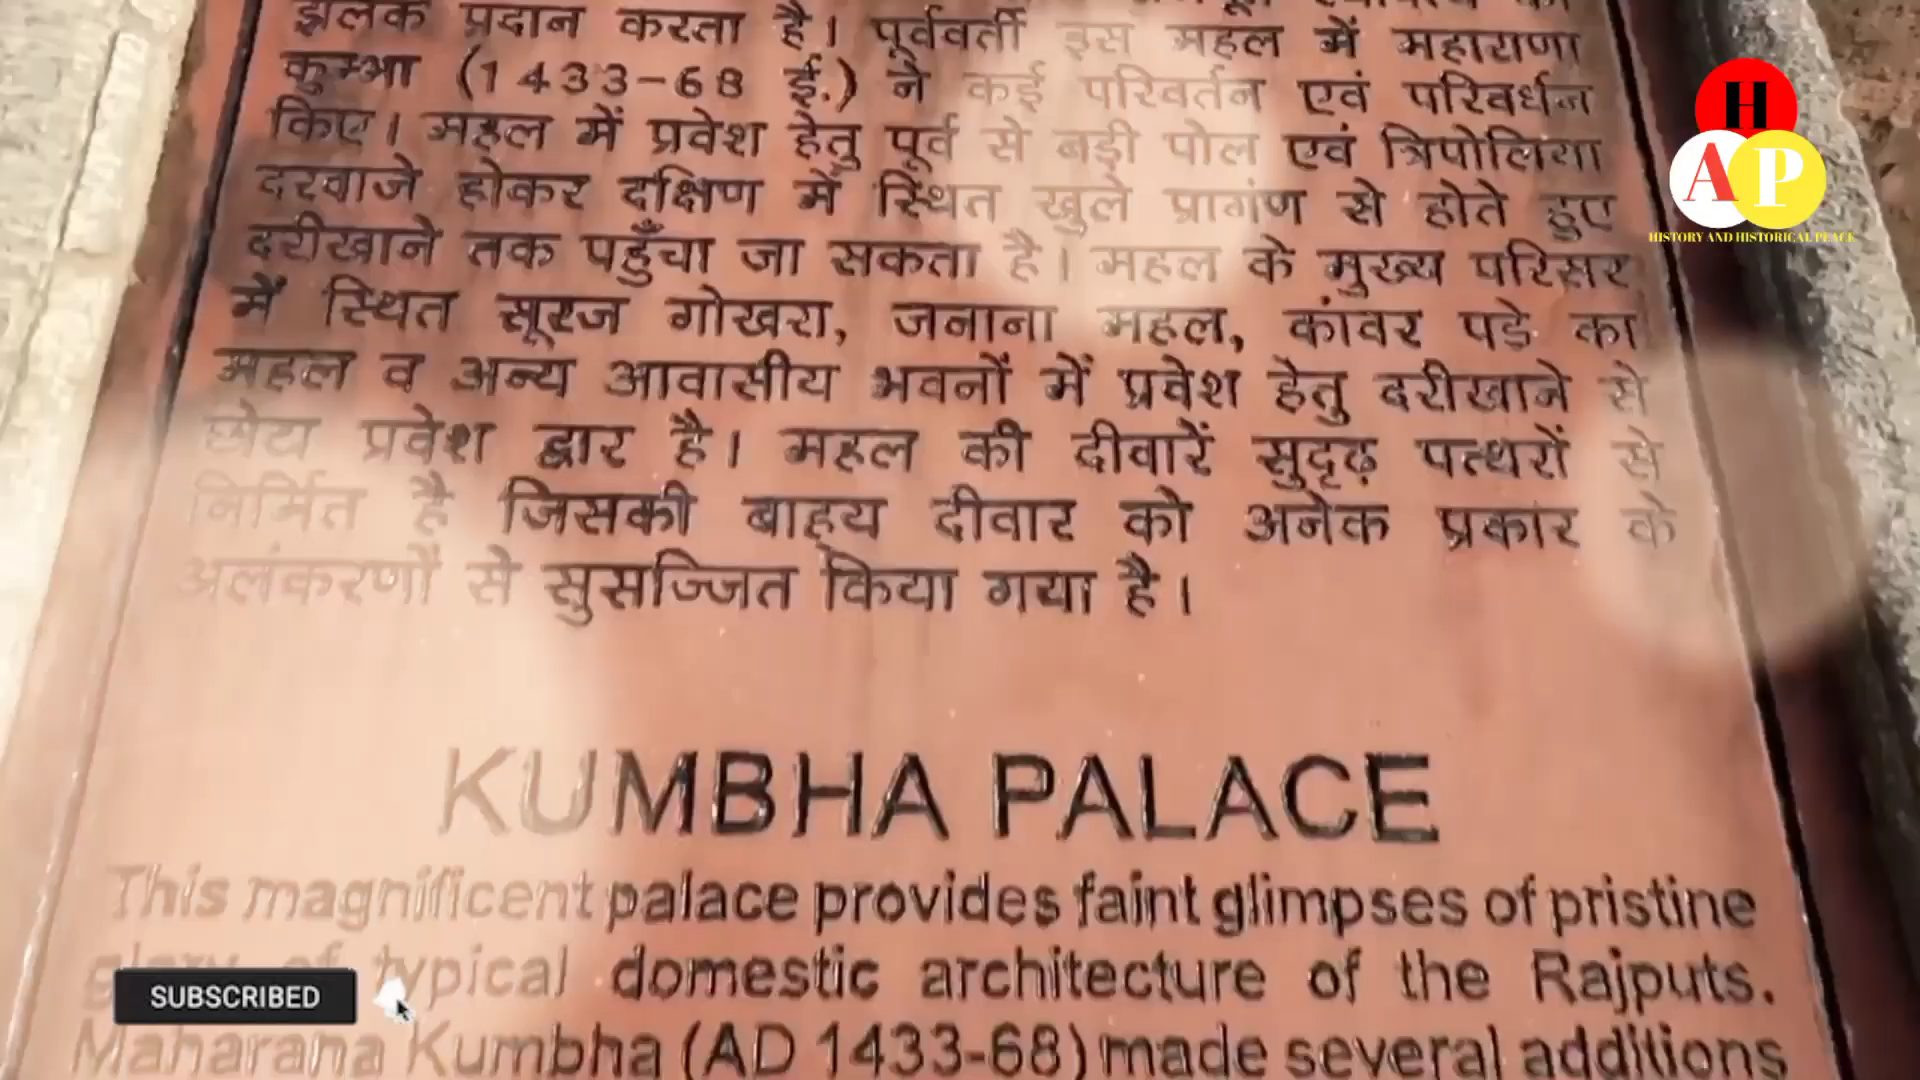 झलक प्रदान करता है। पूर्ववर्ती इस महल में महाराणा
कुम्भा (1433-68 ई.) ने कई परिवर्तन एवं परिवर्धन
किए। महल में प्रवेश हेतु पूर्व से बड़ी पोल एवं त्रिपोलिया
दरवाजे होकर दक्षिण में स्थित खुले प्रागंण से होते हुए
दरीखाने तक पहुँचा जा सकता है। महल के मुख्य परिसर
में स्थित सूरज गोखरा, जनाना महल, कांवर पडे का
महल व अन्य आवासीय भवनों में प्रवेश हेतु दरीखाने से
प्रवेश द्वार है। महल की दीवारें सुदृढ़ पत्थरों से
निर्मित है जिसकी बाह्य दीवार को अनेक प्रकार के
अलंकरणों से सुसज्जित किया गया है।
KUMBHA PALACE
This magnificent palace provides faint glimpses of pristine
glory of typical domestic architecture of the Rajputs.
Maharana Kumbha (AD 1433-68) made several additions
H
A P
HISTORY AND HISTORICAL PEACE
SUBSCRIBED